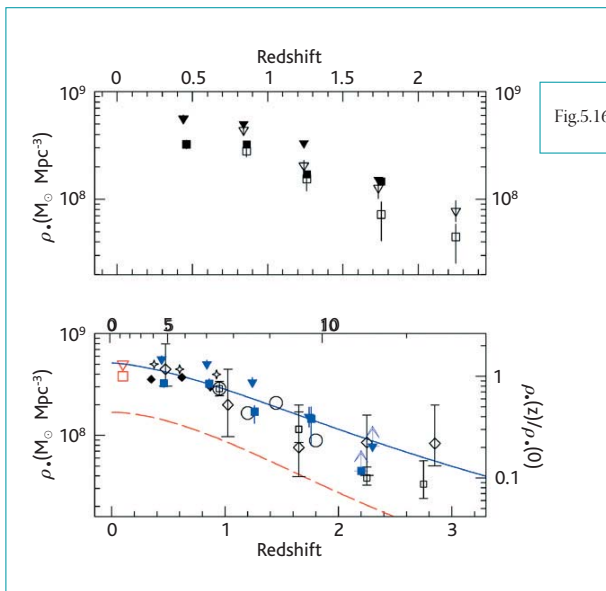 Redshift
0 0.5 1 1.5 2
10⁹ 10⁹
10⁸ 10⁸
ρ•(M☉ Mpc⁻³)
Fig.5.16
0 5 10
10⁹
10⁸
1
0.1
ρ•(M☉ Mpc⁻³)
ρ•(z)/ρ•(0)
0 1 2 3
Redshift